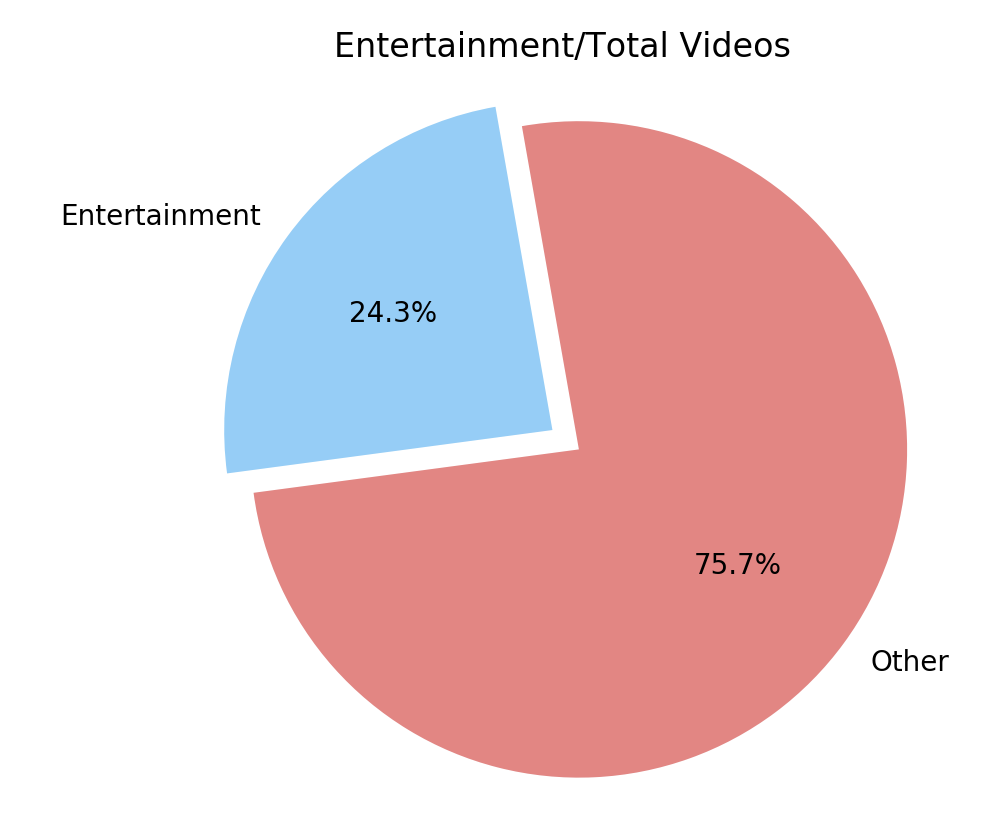 Entertainment/Total Videos
Entertainment
24.3%
75.7%
Other